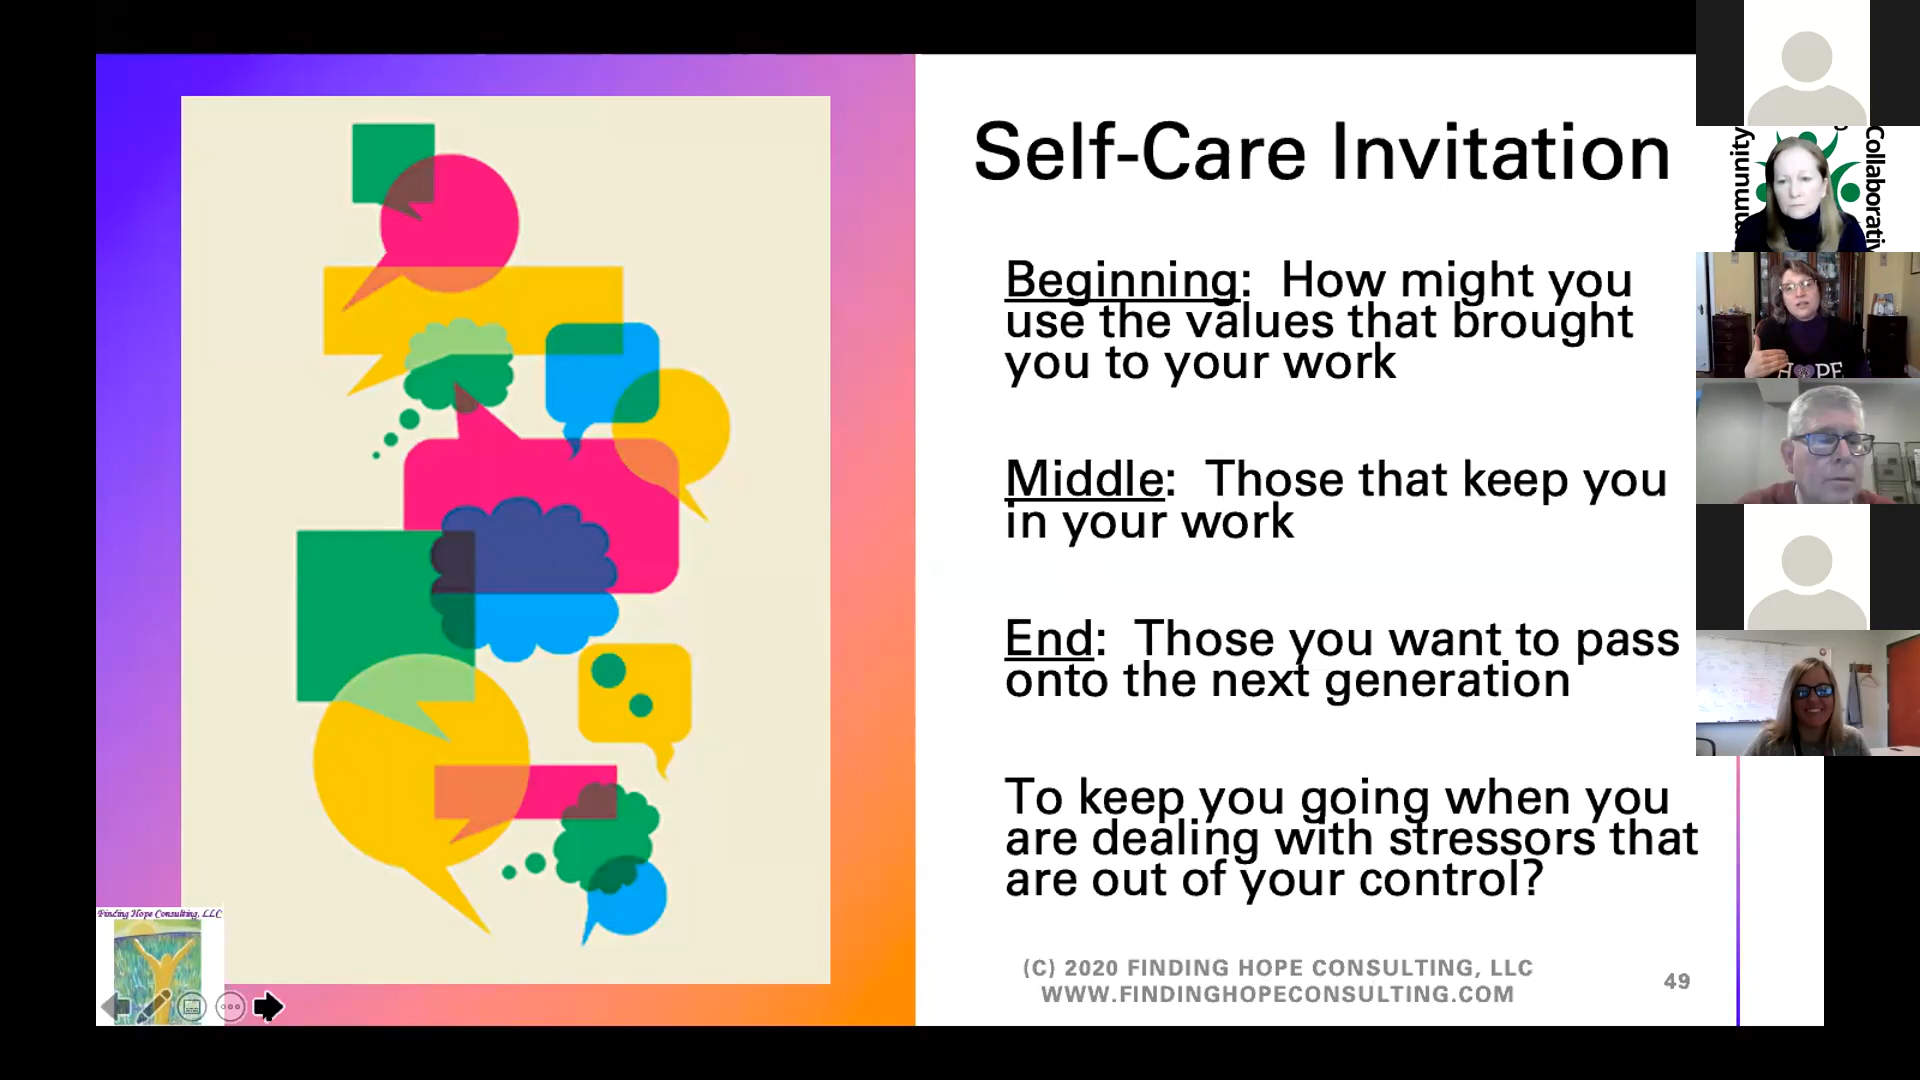 Self-Care Invitation
Beginning: How might you
use the values that brought
you to your work
Middle: Those that keep you
in your work
End: Those you want to pass
onto the next generation
To keep you going when you
are dealing with stressors that
are out of your control?
(C) 2020 FINDING HOPE CONSULTING, LLC
WWW.FINDINGHOPECONSULTING.COM
49
Finding Hope Consulting, LLC
mmunity
Collaborativ
HOPE